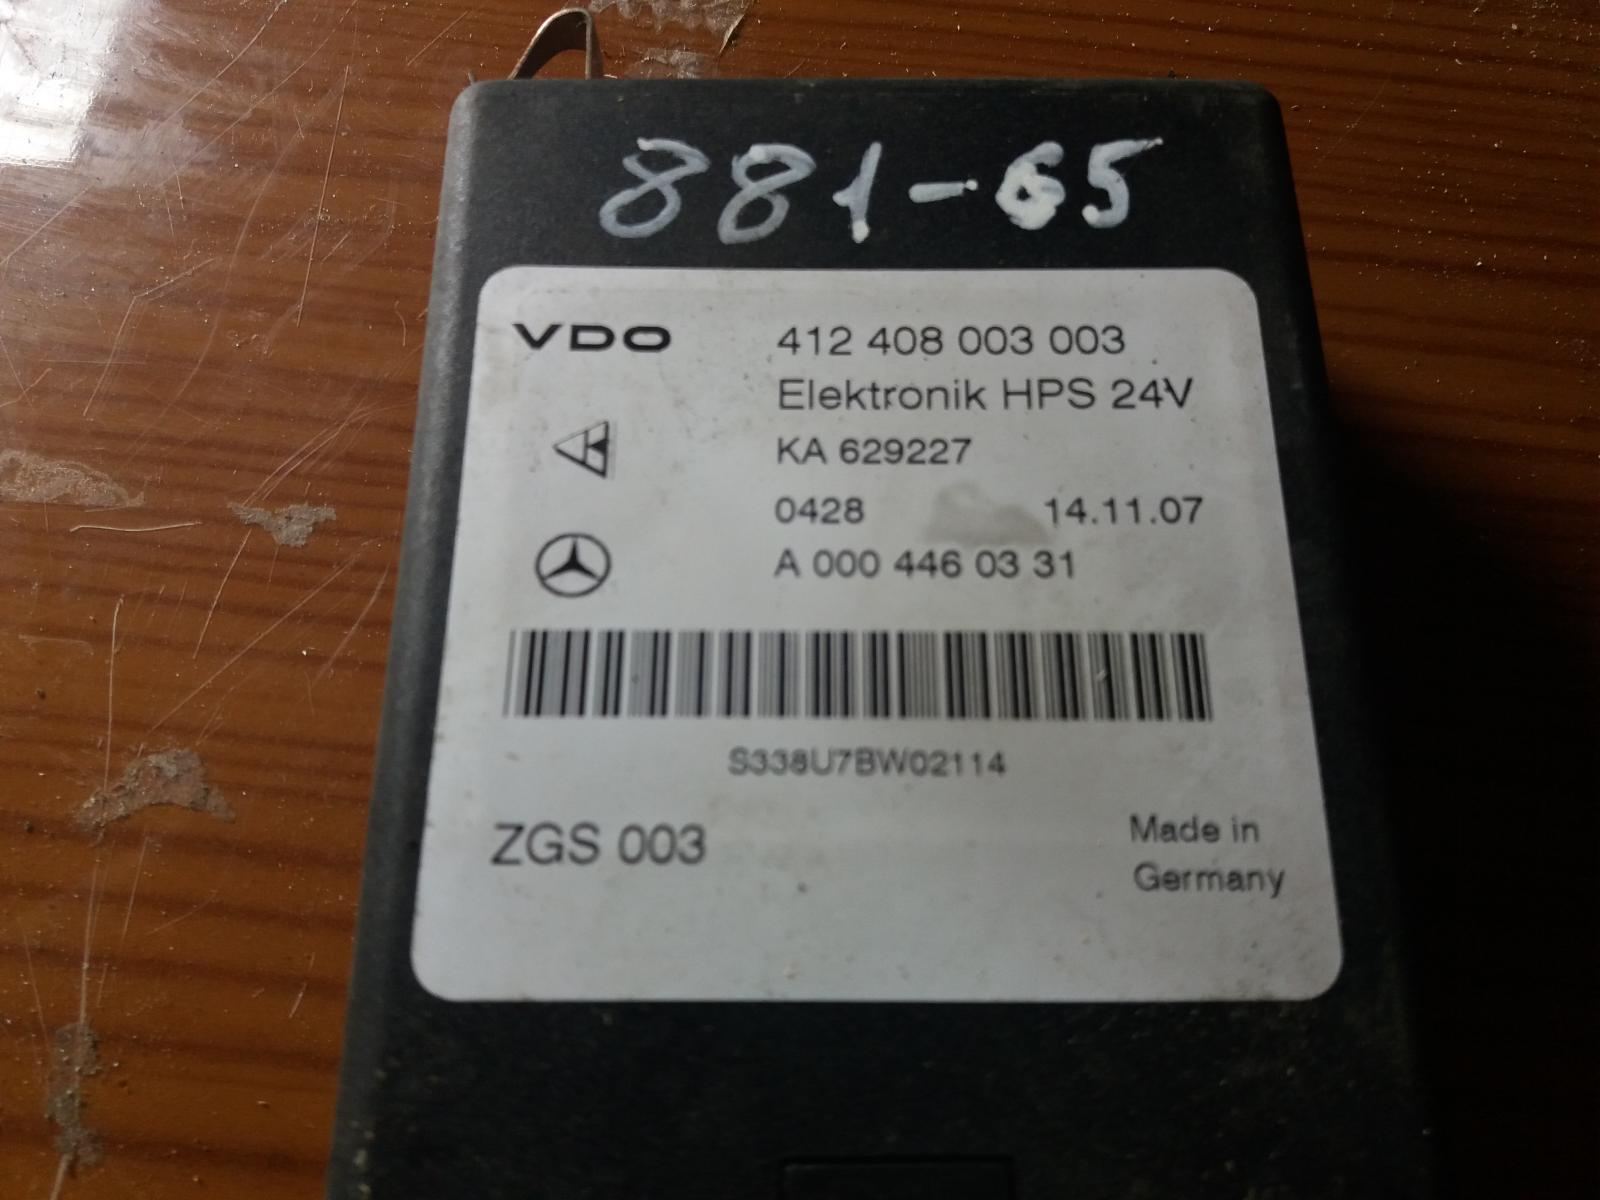 881-65
VDO 412 408 003 003
Elektronik HPS 24V
KA 629227
0428 14.11.07
A 000 446 03 31
S338U7BW02114
ZGS 003
Made in
Germany